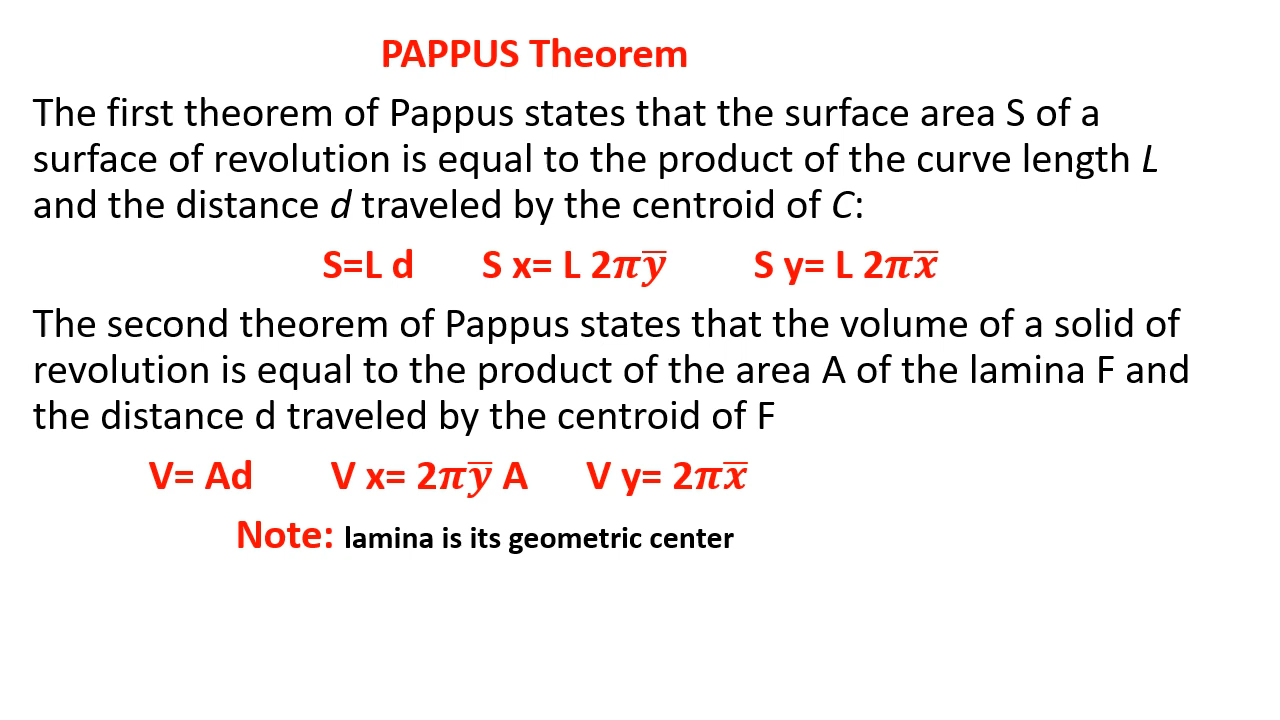 PAPPUS Theorem
The first theorem of Pappus states that the surface area S of a
surface of revolution is equal to the product of the curve length L
and the distance d traveled by the centroid of C:
S=L d S x= L 2π𝑦̅ S y= L 2π𝑥̅
The second theorem of Pappus states that the volume of a solid of
revolution is equal to the product of the area A of the lamina F and
the distance d traveled by the centroid of F
V= Ad V x= 2π𝑦̅ A V y= 2π𝑥̅
Note: lamina is its geometric center